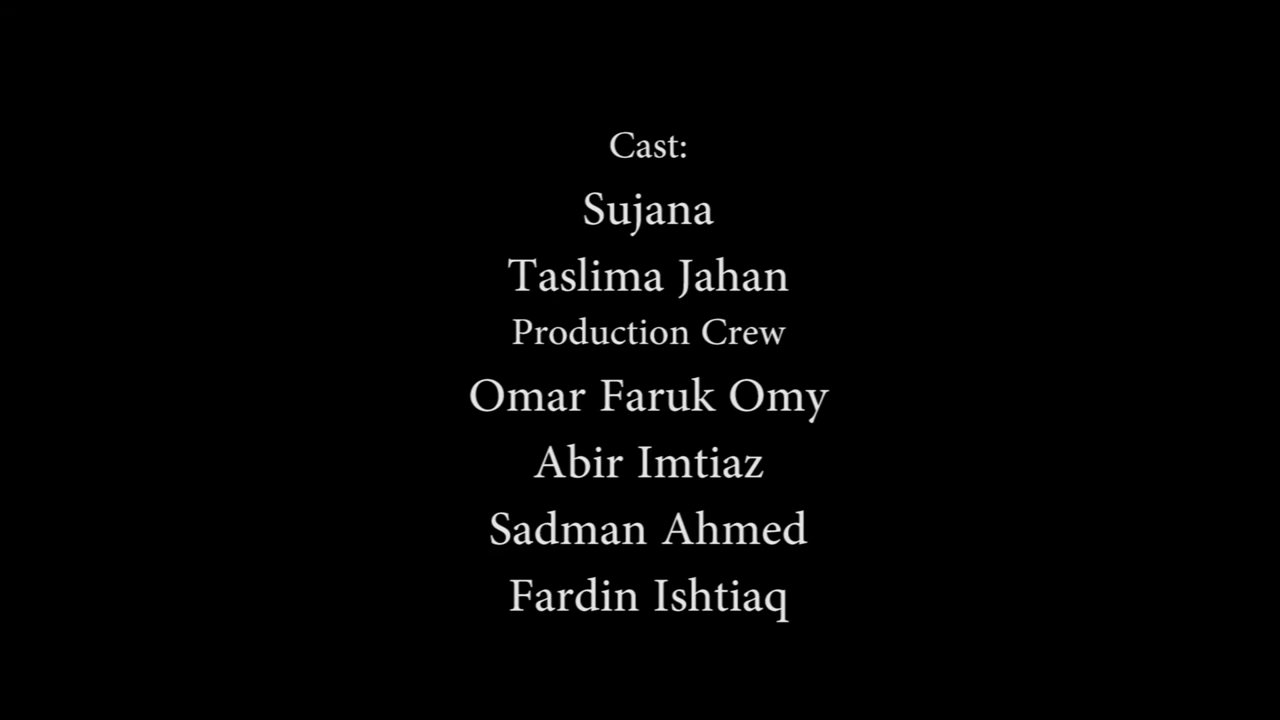 Cast:
Sujana
Taslima Jahan
Production Crew
Omar Faruk Omy
Abir Imtiaz
Sadman Ahmed
Fardin Ishtiaq